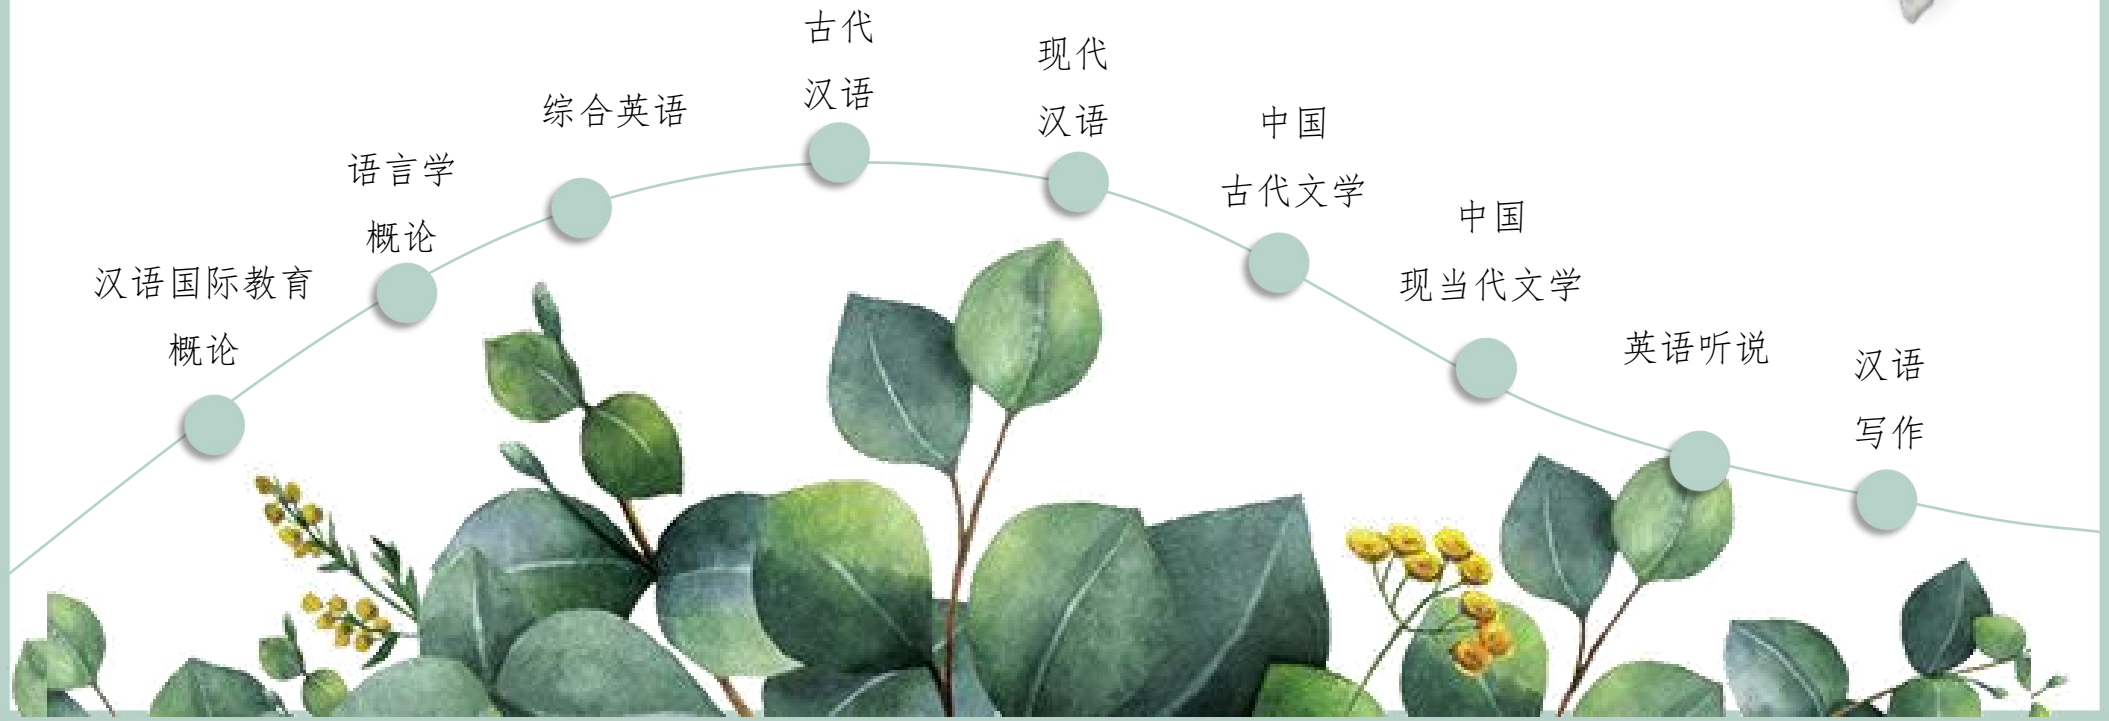 汉语国际教育
概论
语言学
概论
综合英语
古代
汉语
现代
汉语
中国
古代文学
中国
现当代文学
英语听说
汉语
写作